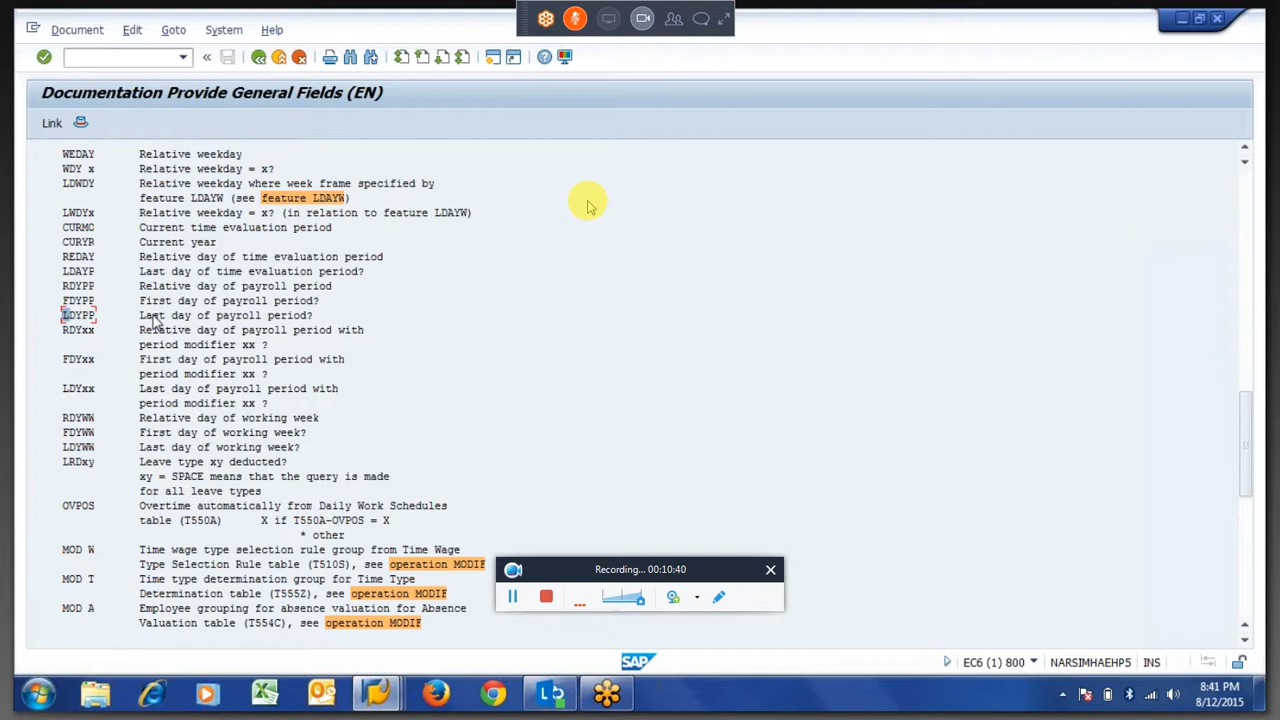 Document Edit Goto System Help
Documentation Provide General Fields (EN)
Link
WEDAY Relative weekday
WDY x Relative weekday = x?
LDWDY Relative weekday where week frame specified by
feature LDAYW (see feature LDAYW)
LWDYx Relative weekday = x? (in relation to feature LDAYW)
CURMO Current time evaluation period
CURYR Current year
REDAY Relative day of time evaluation period
LDAYP Last day of time evaluation period?
RDYPP Relative day of payroll period
FDYPP First day of payroll period?
LDYPP Last day of payroll period?
RDYxx Relative day of payroll period with
period modifier xx ?
FDYxx First day of payroll period with
period modifier xx ?
LDYxx Last day of payroll period with
period modifier xx ?
RDYWW Relative day of working week
FDYWW First day of working week?
LDYWW Last day of working week?
LRDxy Leave type xy deducted?
xy = SPACE means that the query is made
for all leave types
OVPOS Overtime automatically from Daily Work Schedules
table (T550A) X if T550A-OVPOS = X
* other
MOD W Time wage type selection rule group from Time Wage
Type Selection Rule table (T510S), see operation MODIF
MOD T Time type determination group for Time Type
Determination table (T555Z), see operation MODIF
MOD A Employee grouping for absence valuation for Absence
Valuation table (T554C), see operation MODIF
Recording... 00:10:40
SAP
EC6 (1) 800 NARSIMHAEHP5 INS
8:41 PM
8/12/2015